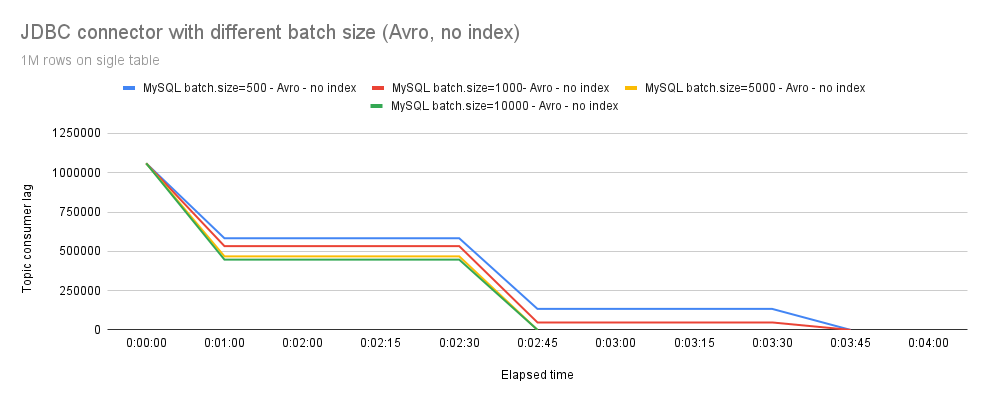 JDBC connector with different batch size (Avro, no index)
1M rows on sigle table
MySQL batch.size=500 - Avro - no index MySQL batch.size=1000- Avro - no index MySQL batch.size=5000 - Avro - no index
MySQL batch.size=10000 - Avro - no index
1250000
1000000
750000
500000
250000
0
Topic consumer lag
0:00:00 0:01:00 0:02:00 0:02:15 0:02:30 0:02:45 0:03:00 0:03:15 0:03:30 0:03:45 0:04:00
Elapsed time